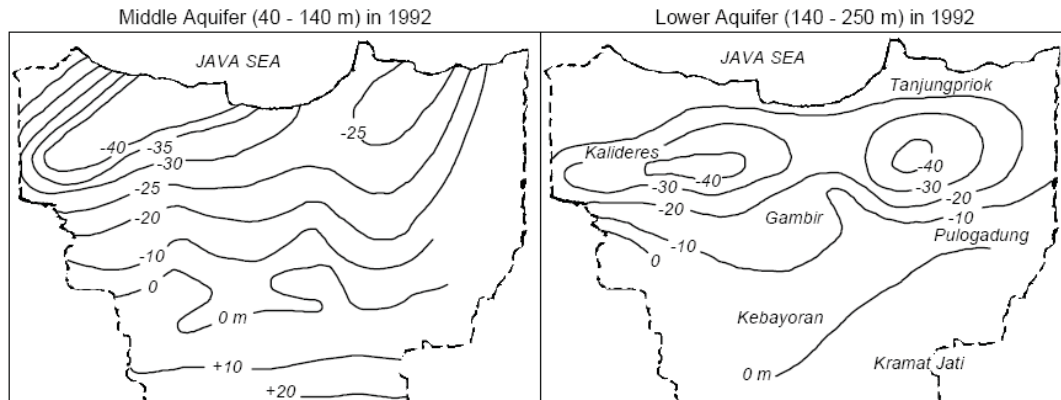 Middle Aquifer (40 - 140 m) in 1992
JAVA SEA
-25
-40
-35
-30
-25
-20
-10
0
0 m
+10
+20
Lower Aquifer (140 - 250 m) in 1992
JAVA SEA
Tanjungpriok
Kalideres
-40
-30
-40
-30
-20
-20
-10
Gambir
-10
Pulogadung
0
Kebayoran
0 m
Kramat Jati